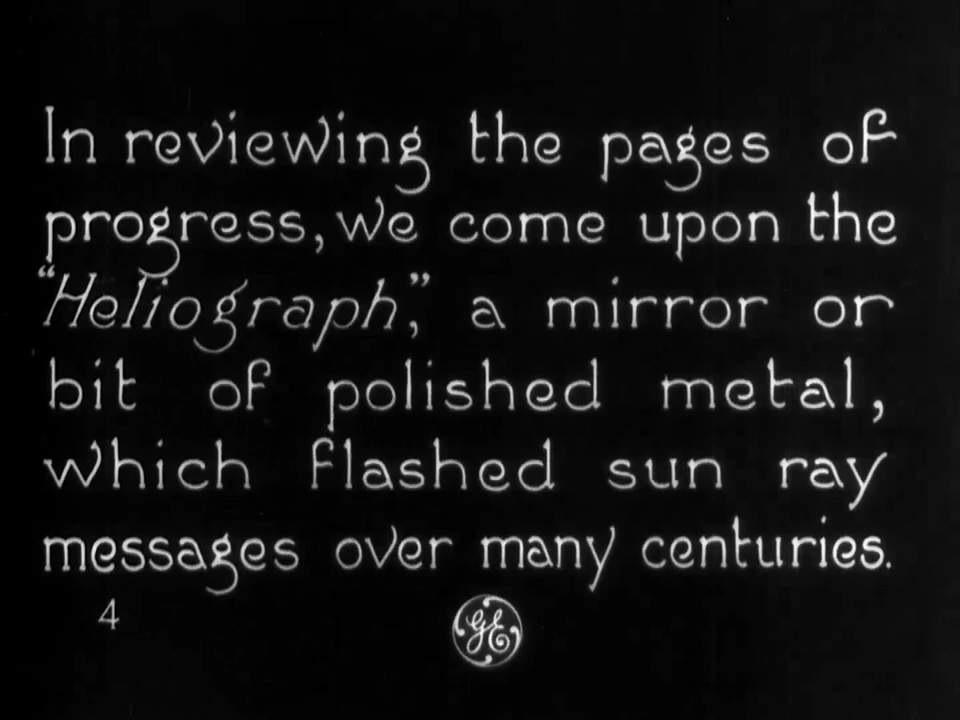 In reviewing the pages of
progress, we come upon the
“Heliograph,” a mirror or
bit of polished metal,
which flashed sun ray
messages over many centuries.
4
GE